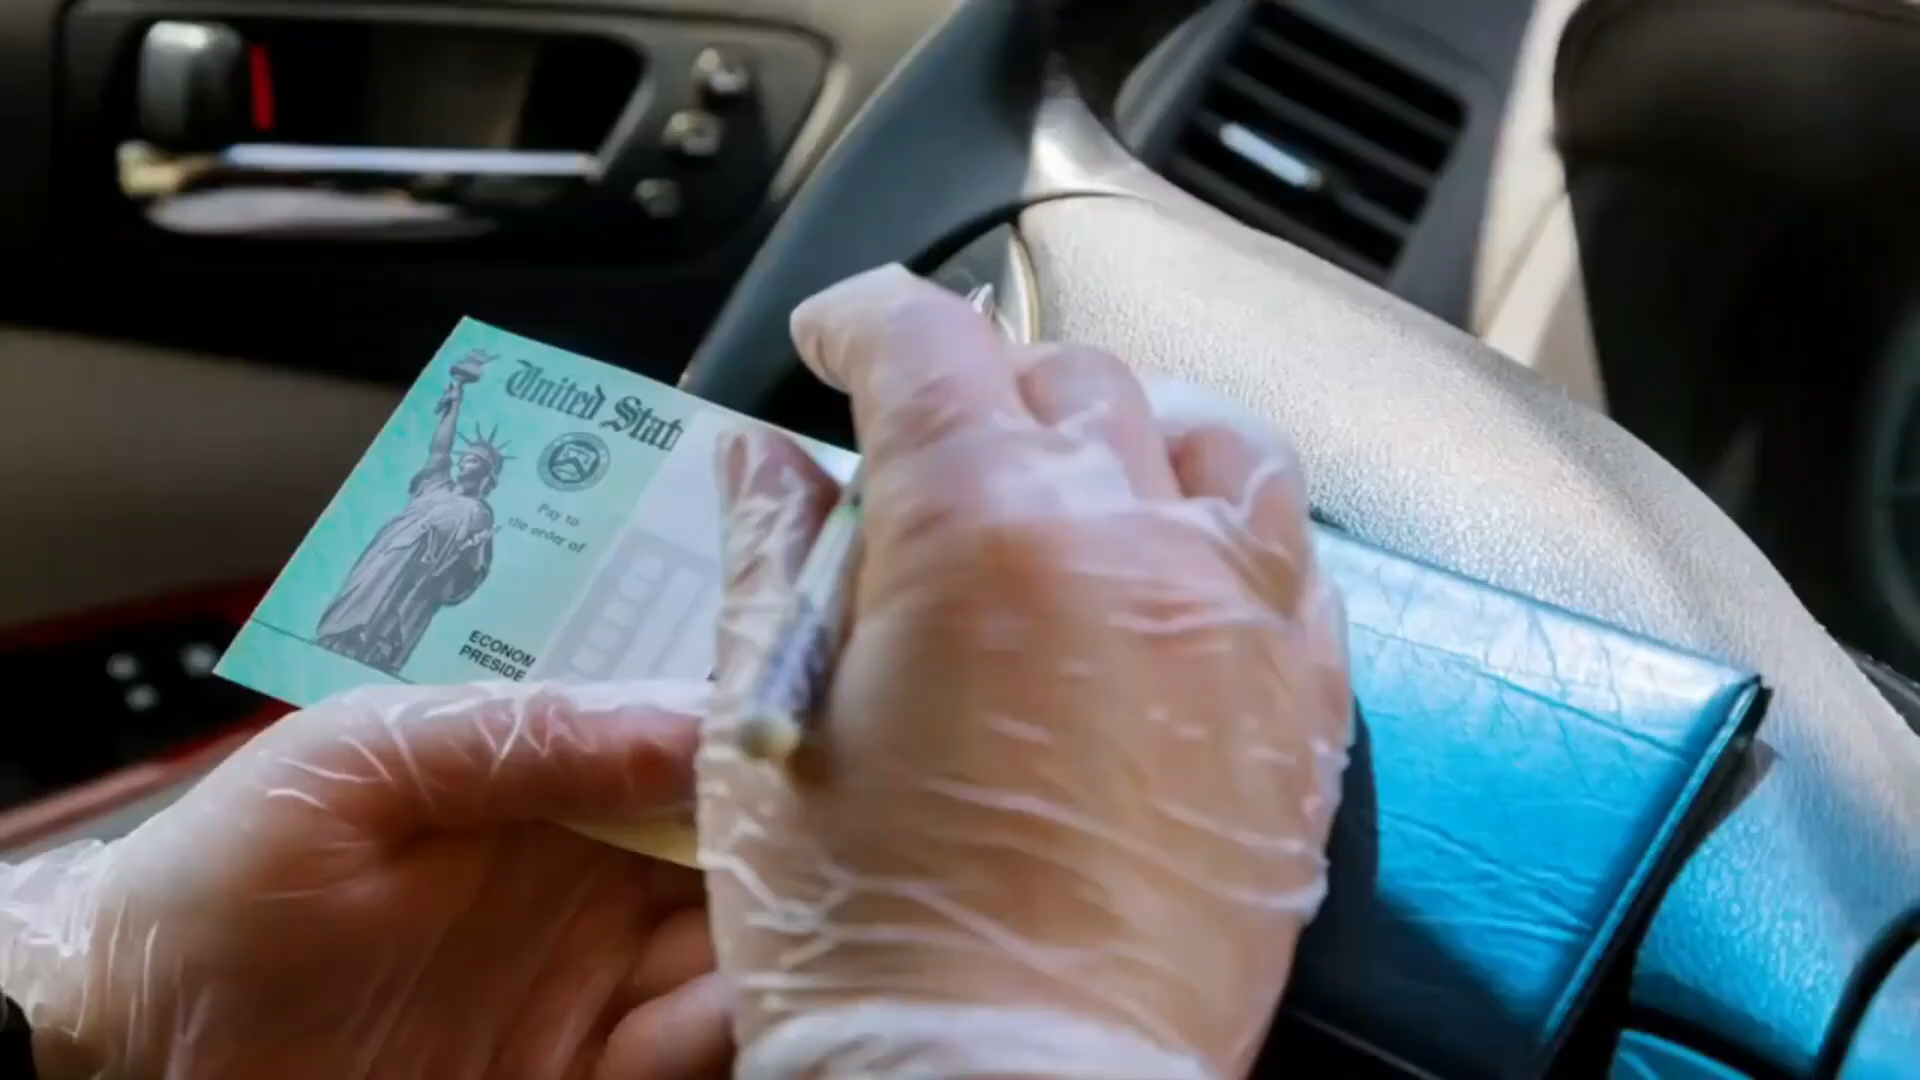 United Stat
Pay to
the order of
ECONOM
PRESIDE